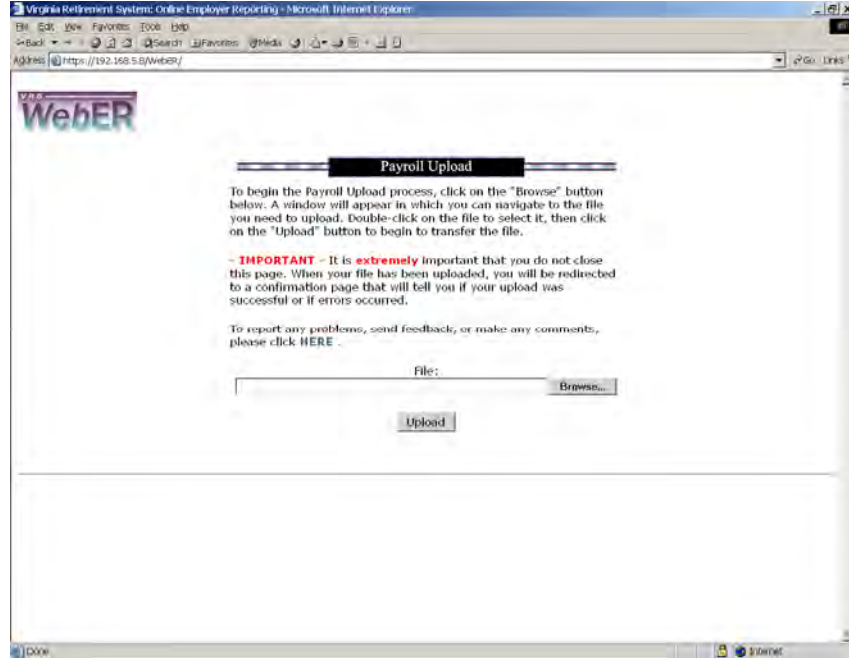 Virginia Retirement System: Online Employer Reporting - Microsoft Internet Explorer
File Edit View Favorites Tools Help
Back Search Favorites Media
Address https://192.168.5.8/WebER/ Go Links
VRS
WebER
Payroll Upload
To begin the Payroll Upload process, click on the "Browse" button
below. A window will appear in which you can navigate to the file
you need to upload. Double-click on the file to select it, then click
on the "Upload" button to begin to transfer the file.
- IMPORTANT - It is extremely important that you do not close
this page. When your file has been uploaded, you will be redirected
to a confirmation page that will tell you if your upload was
successful or if errors occurred.
To report any problems, send feedback, or make any comments,
please click HERE .
File:
Browse...
Upload
Done Internet